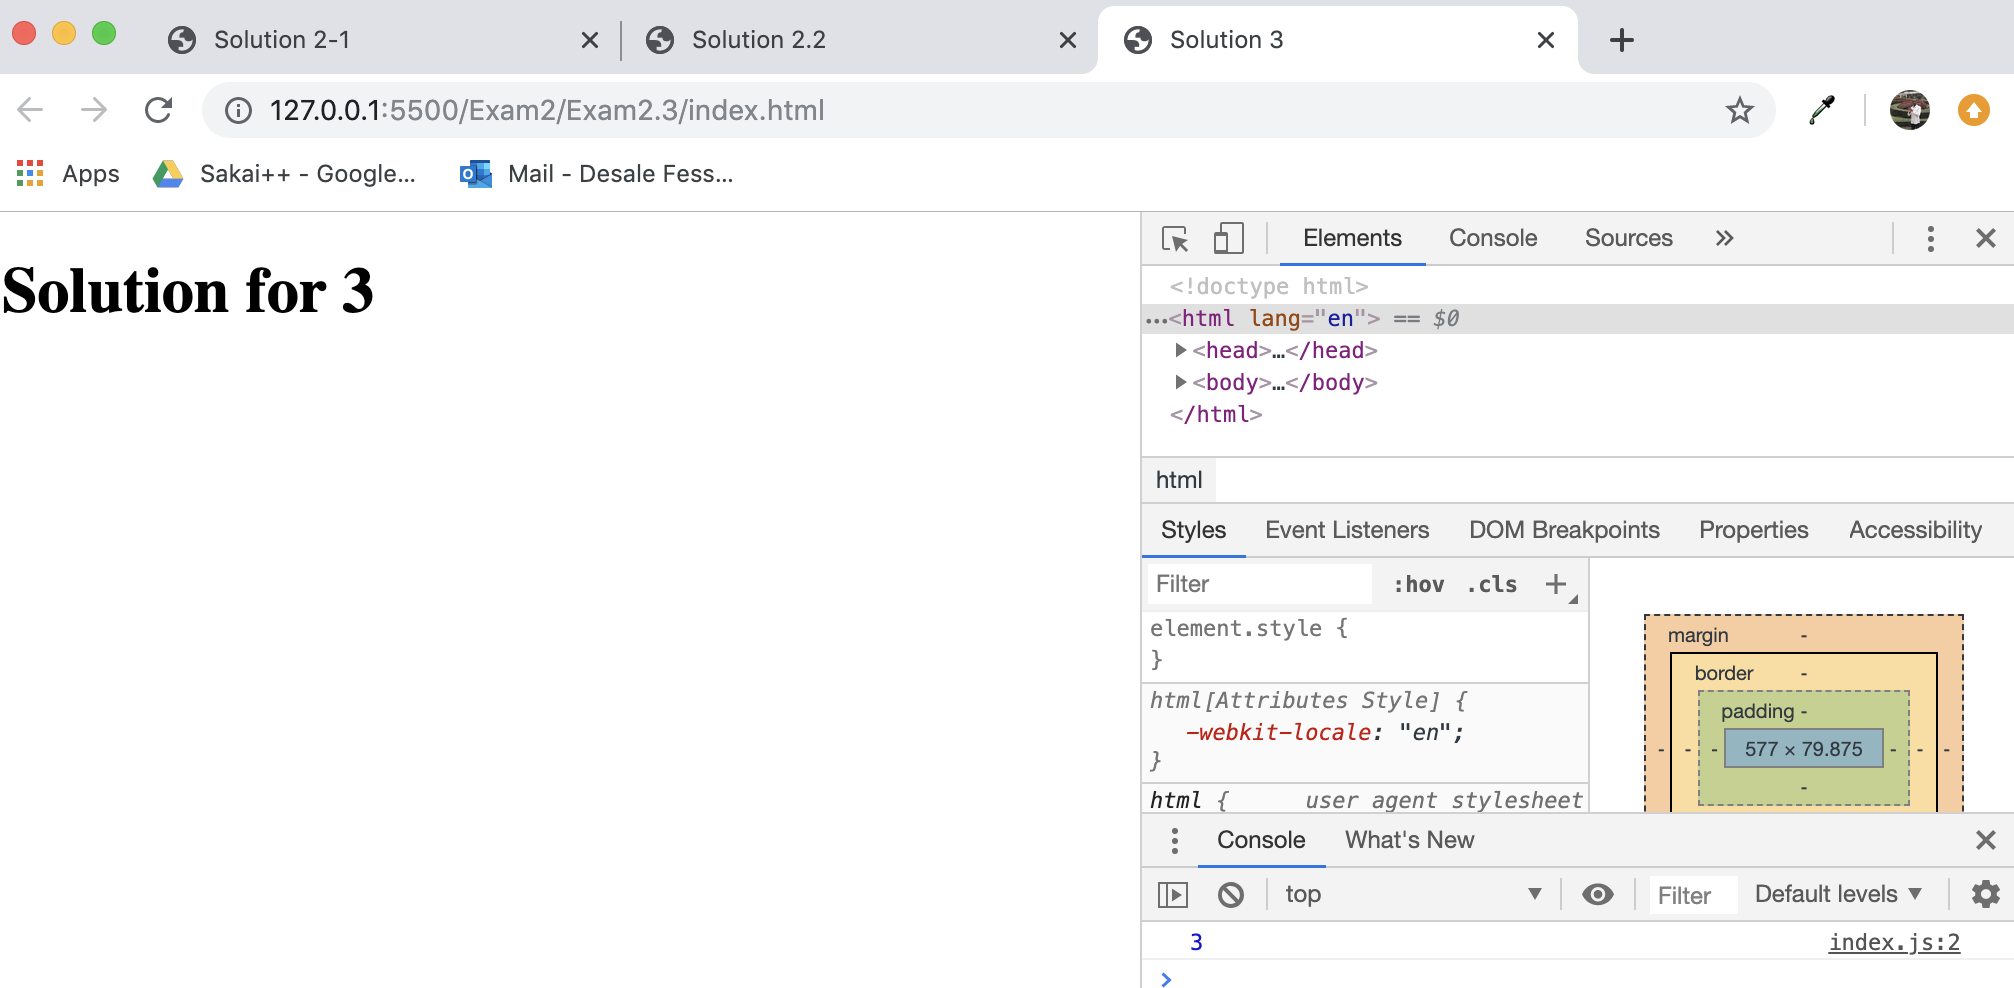 Solution 2-1
Solution 2.2
Solution 3
127.0.0.1:5500/Exam2/Exam2.3/index.html
Apps
Sakai++ - Google...
Mail - Desale Fess...
Solution for 3
Elements Console Sources
<!doctype html>
...<html lang="en"> == $0
<head>…</head>
<body>…</body>
</html>
html
Styles Event Listeners DOM Breakpoints Properties Accessibility
Filter :hov .cls +
element.style {
}
html[Attributes Style] {
-webkit-locale: "en";
}
html { user agent stylesheet
margin -
border -
padding -
- - - 577 × 79.875 - - -
-
Console What's New
top Filter Default levels
3 index.js:2